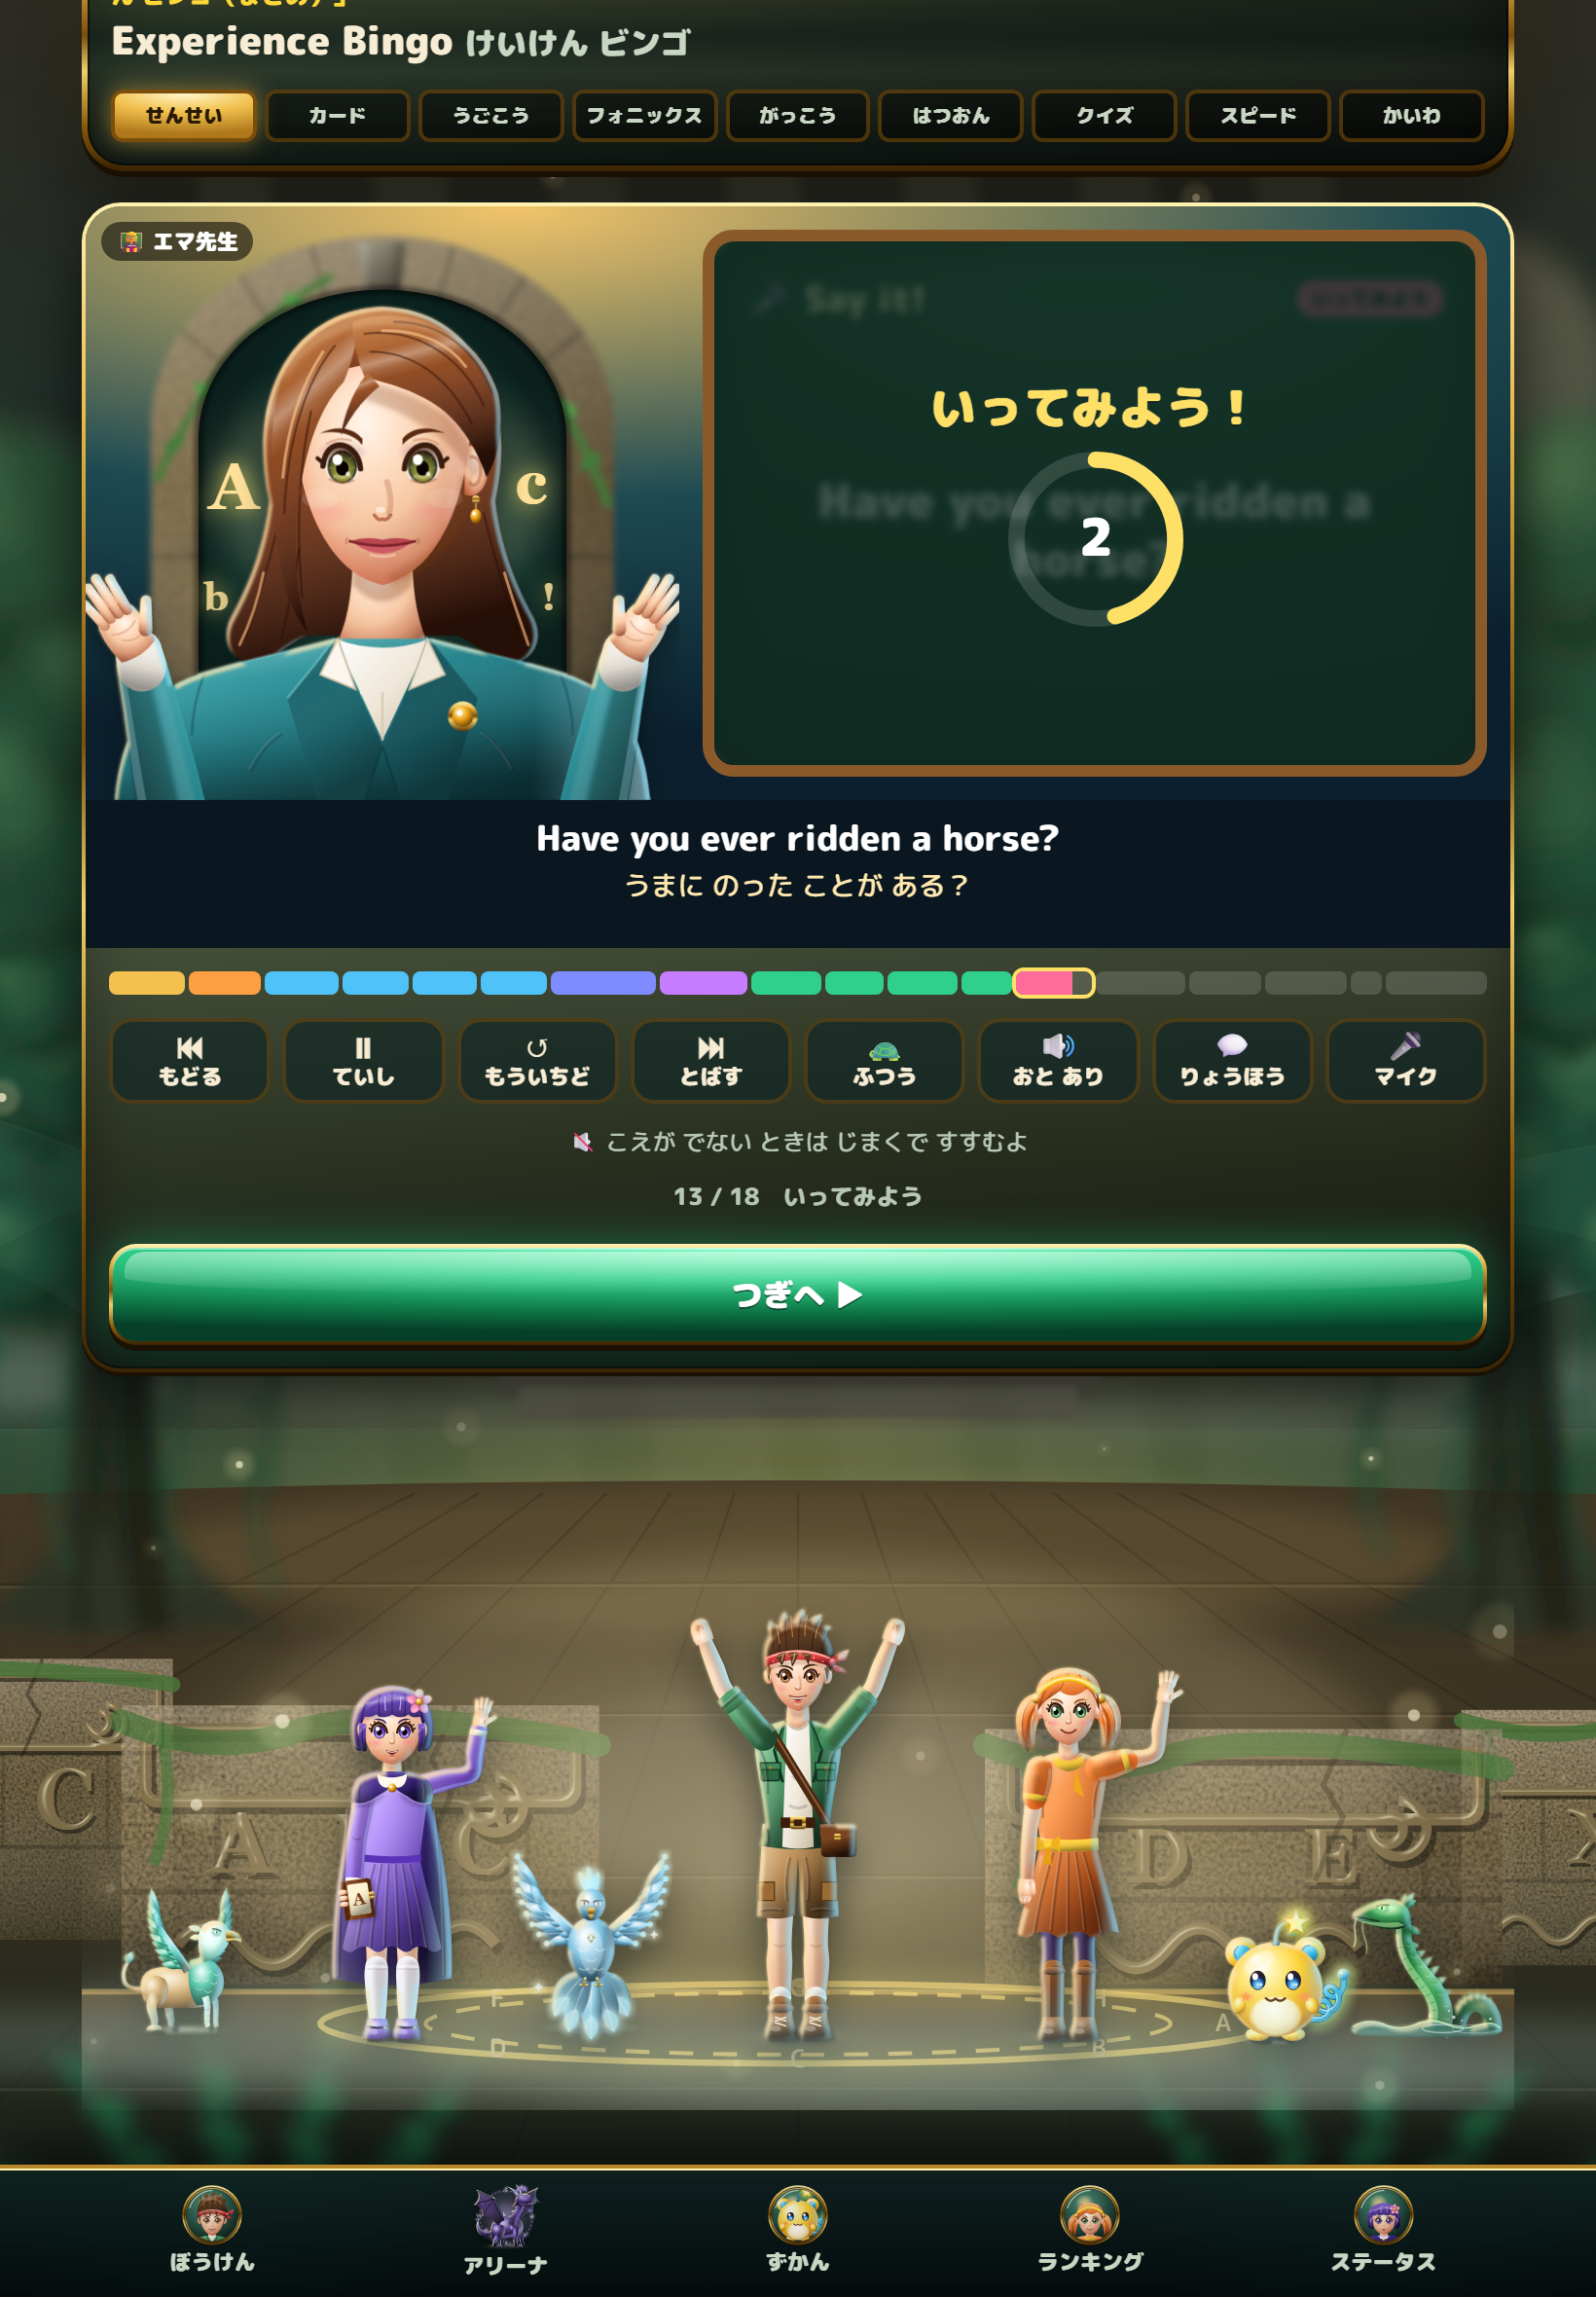 Experience Bingo けいけん ビンゴ
せんせい カード うごこう フォニックス がっこう はつおん クイズ スピード かいわ
エマ先生
Say it!
いってみよう!
Have you ever ridden a
horse?
2
A c
b !
Have you ever ridden a horse?
うまに のった ことが ある?
もどる ていし もういちど とばす ふつう おと あり りょうほう マイク
こえが でない ときは じまくで すすむよ
13 / 18 いってみよう
つぎへ ▶
C A C D E
A
F
D C B A
ぼうけん アリーナ ずかん ランキング ステータス